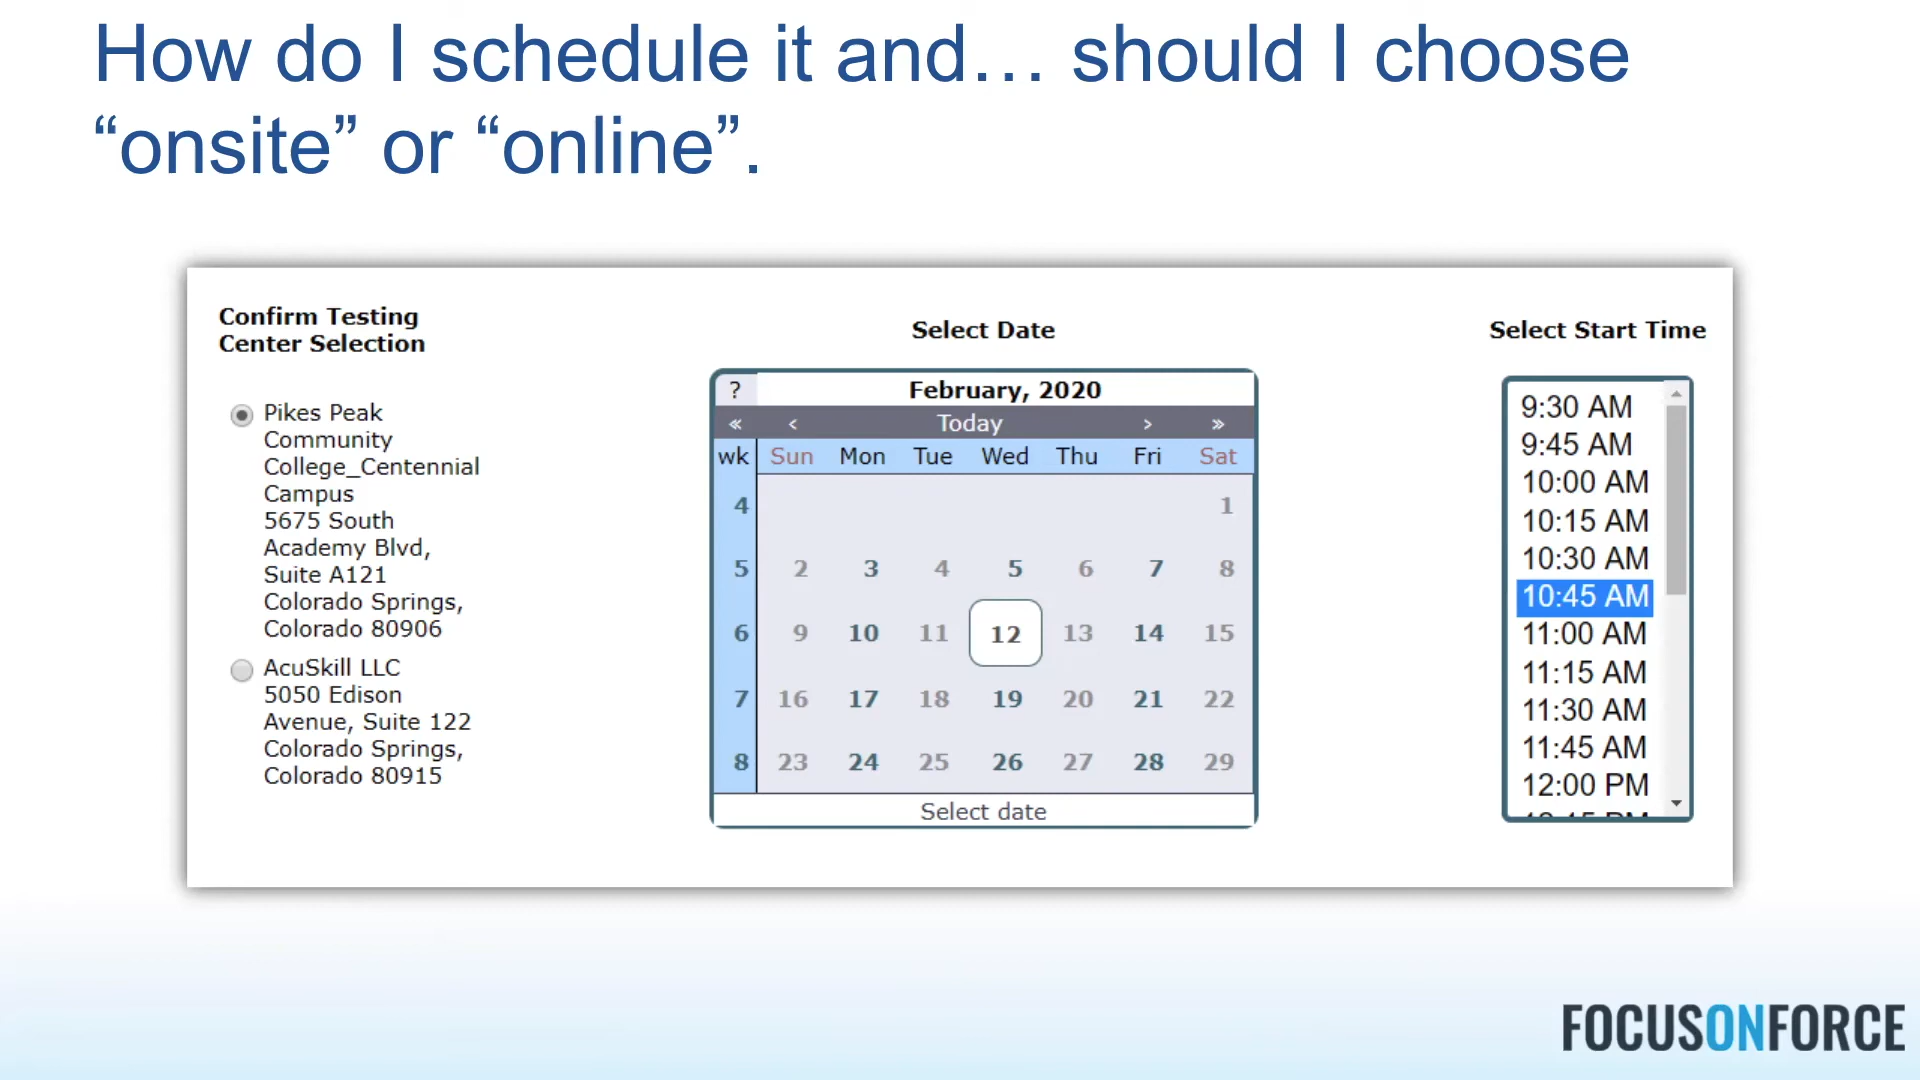 How do I schedule it and… should I choose
“onsite” or “online”.
Confirm Testing
Center Selection
Pikes Peak
Community
College_Centennial
Campus
5675 South
Academy Blvd,
Suite A121
Colorado Springs,
Colorado 80906
AcuSkill LLC
5050 Edison
Avenue, Suite 122
Colorado Springs,
Colorado 80915
Select Date
? February, 2020
« ‹ Today › »
wk Sun Mon Tue Wed Thu Fri Sat
4 1
5 2 3 4 5 6 7 8
6 9 10 11 12 13 14 15
7 16 17 18 19 20 21 22
8 23 24 25 26 27 28 29
Select date
Select Start Time
9:30 AM
9:45 AM
10:00 AM
10:15 AM
10:30 AM
10:45 AM
11:00 AM
11:15 AM
11:30 AM
11:45 AM
12:00 PM
FOCUSONFORCE